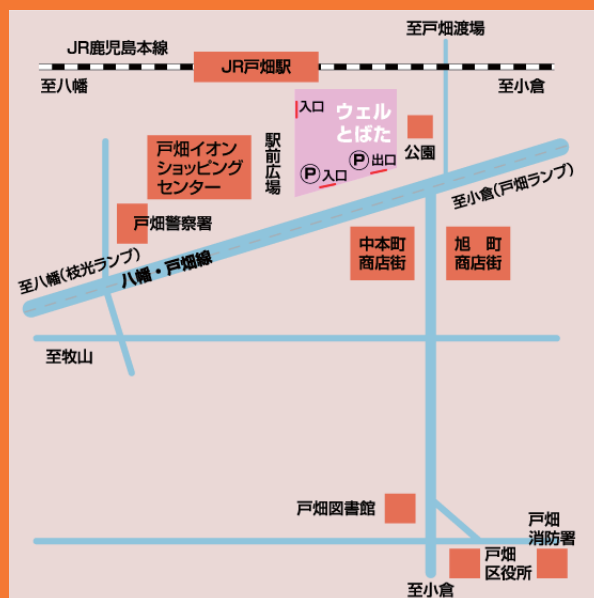 至戸畑渡場
JR鹿児島本線
JR戸畑駅
至八幡
至小倉
入口
ウェル
とばた
公園
駅前広場
P 入口
P 出口
戸畑イオン
ショッピング
センター
戸畑警察署
至小倉(戸畑ランプ)
至八幡(枝光ランプ)
八幡・戸畑線
中本町
商店街
旭 町
商店街
至牧山
戸畑図書館
戸畑
消防署
戸畑
区役所
至小倉